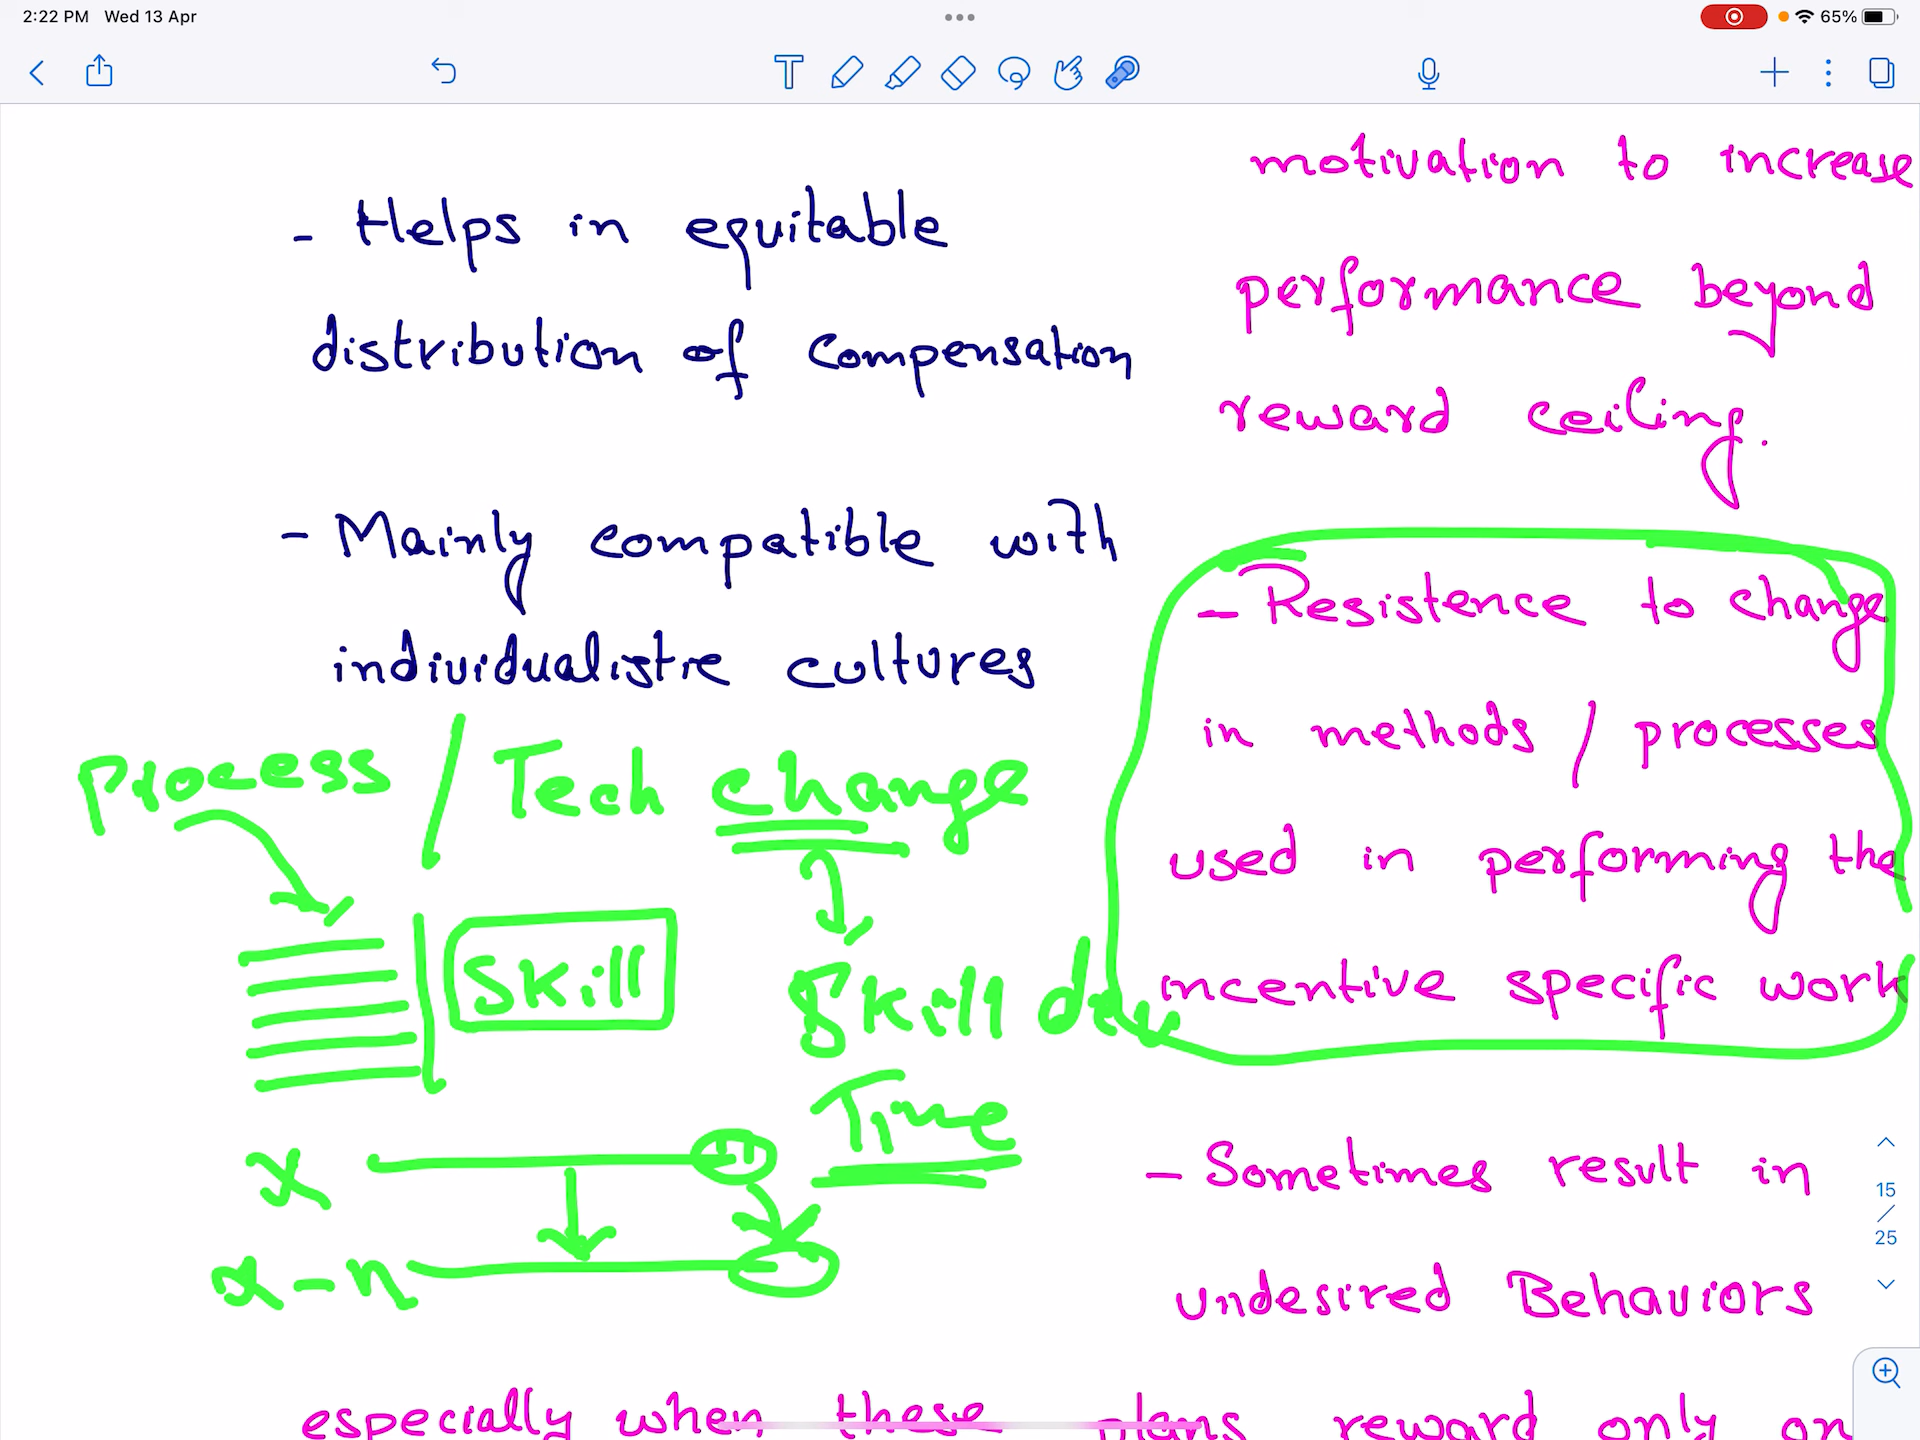 2:22 PM Wed 13 Apr
65%
- Helps in equitable
distribution of compensation
- Mainly compatible with
individualistic cultures
Process / Tech change
Skill
Skill dev
Time
x
x-n
motivation to increase
performance beyond
reward ceiling.
- Resistence to change
in methods / processes
used in performing the
incentive specific work
- Sometimes result in
undesired Behaviors
especially when these plans reward only on
15
/
25